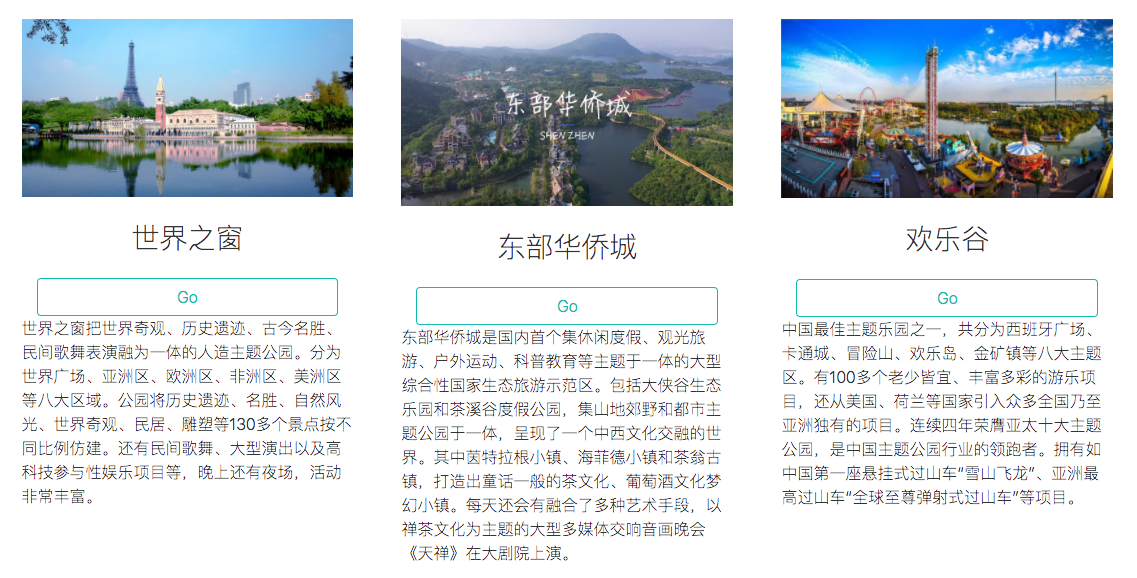 东部华侨城
SHENZHEN
世界之窗
Go
世界之窗把世界奇观、历史遗迹、古今名胜、
民间歌舞表演融为一体的人造主题公园。分为
世界广场、亚洲区、欧洲区、非洲区、美洲区
等八大区域。公园将历史遗迹、名胜、自然风
光、世界奇观、民居、雕塑等130多个景点按不
同比例仿建。还有民间歌舞、大型演出以及高
科技参与性娱乐项目等，晚上还有夜场，活动
非常丰富。
东部华侨城
Go
东部华侨城是国内首个集休闲度假、观光旅
游、户外运动、科普教育等主题于一体的大型
综合性国家生态旅游示范区。包括大侠谷生态
乐园和茶溪谷度假公园，集山地郊野和都市主
题公园于一体，呈现了一个中西文化交融的世
界。其中茵特拉根小镇、海菲德小镇和茶翁古
镇，打造出童话一般的茶文化、葡萄酒文化梦
幻小镇。每天还会有融合了多种艺术手段，以
禅茶文化为主题的大型多媒体交响音画晚会
《天禅》在大剧院上演。
欢乐谷
Go
中国最佳主题乐园之一，共分为西班牙广场、
卡通城、冒险山、欢乐岛、金矿镇等八大主题
区。有100多个老少皆宜、丰富多彩的游乐项
目，还从美国、荷兰等国家引入众多全国乃至
亚洲独有的项目。连续四年荣膺亚太十大主题
公园，是中国主题公园行业的领跑者。拥有如
中国第一座悬挂式过山车“雪山飞龙”、亚洲最
高过山车“全球至尊弹射式过山车”等项目。